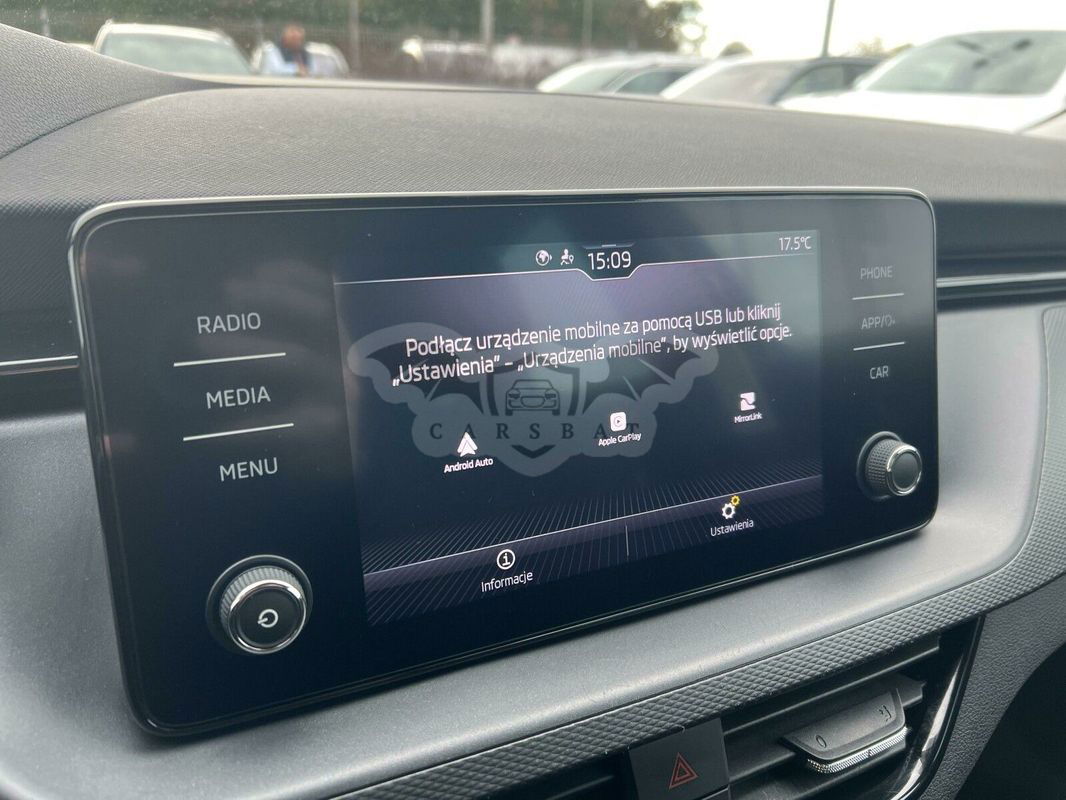 15:09
17.5°C
RADIO
MEDIA
MENU
PHONE
APP/
CAR
Podłącz urządzenie mobilne za pomocą USB lub kliknij
„Ustawienia” – „Urządzenia mobilne”, by wyświetlić opcje.
CARSBAT
Android Auto
Apple CarPlay
MirrorLink
Informacje
Ustawienia
0